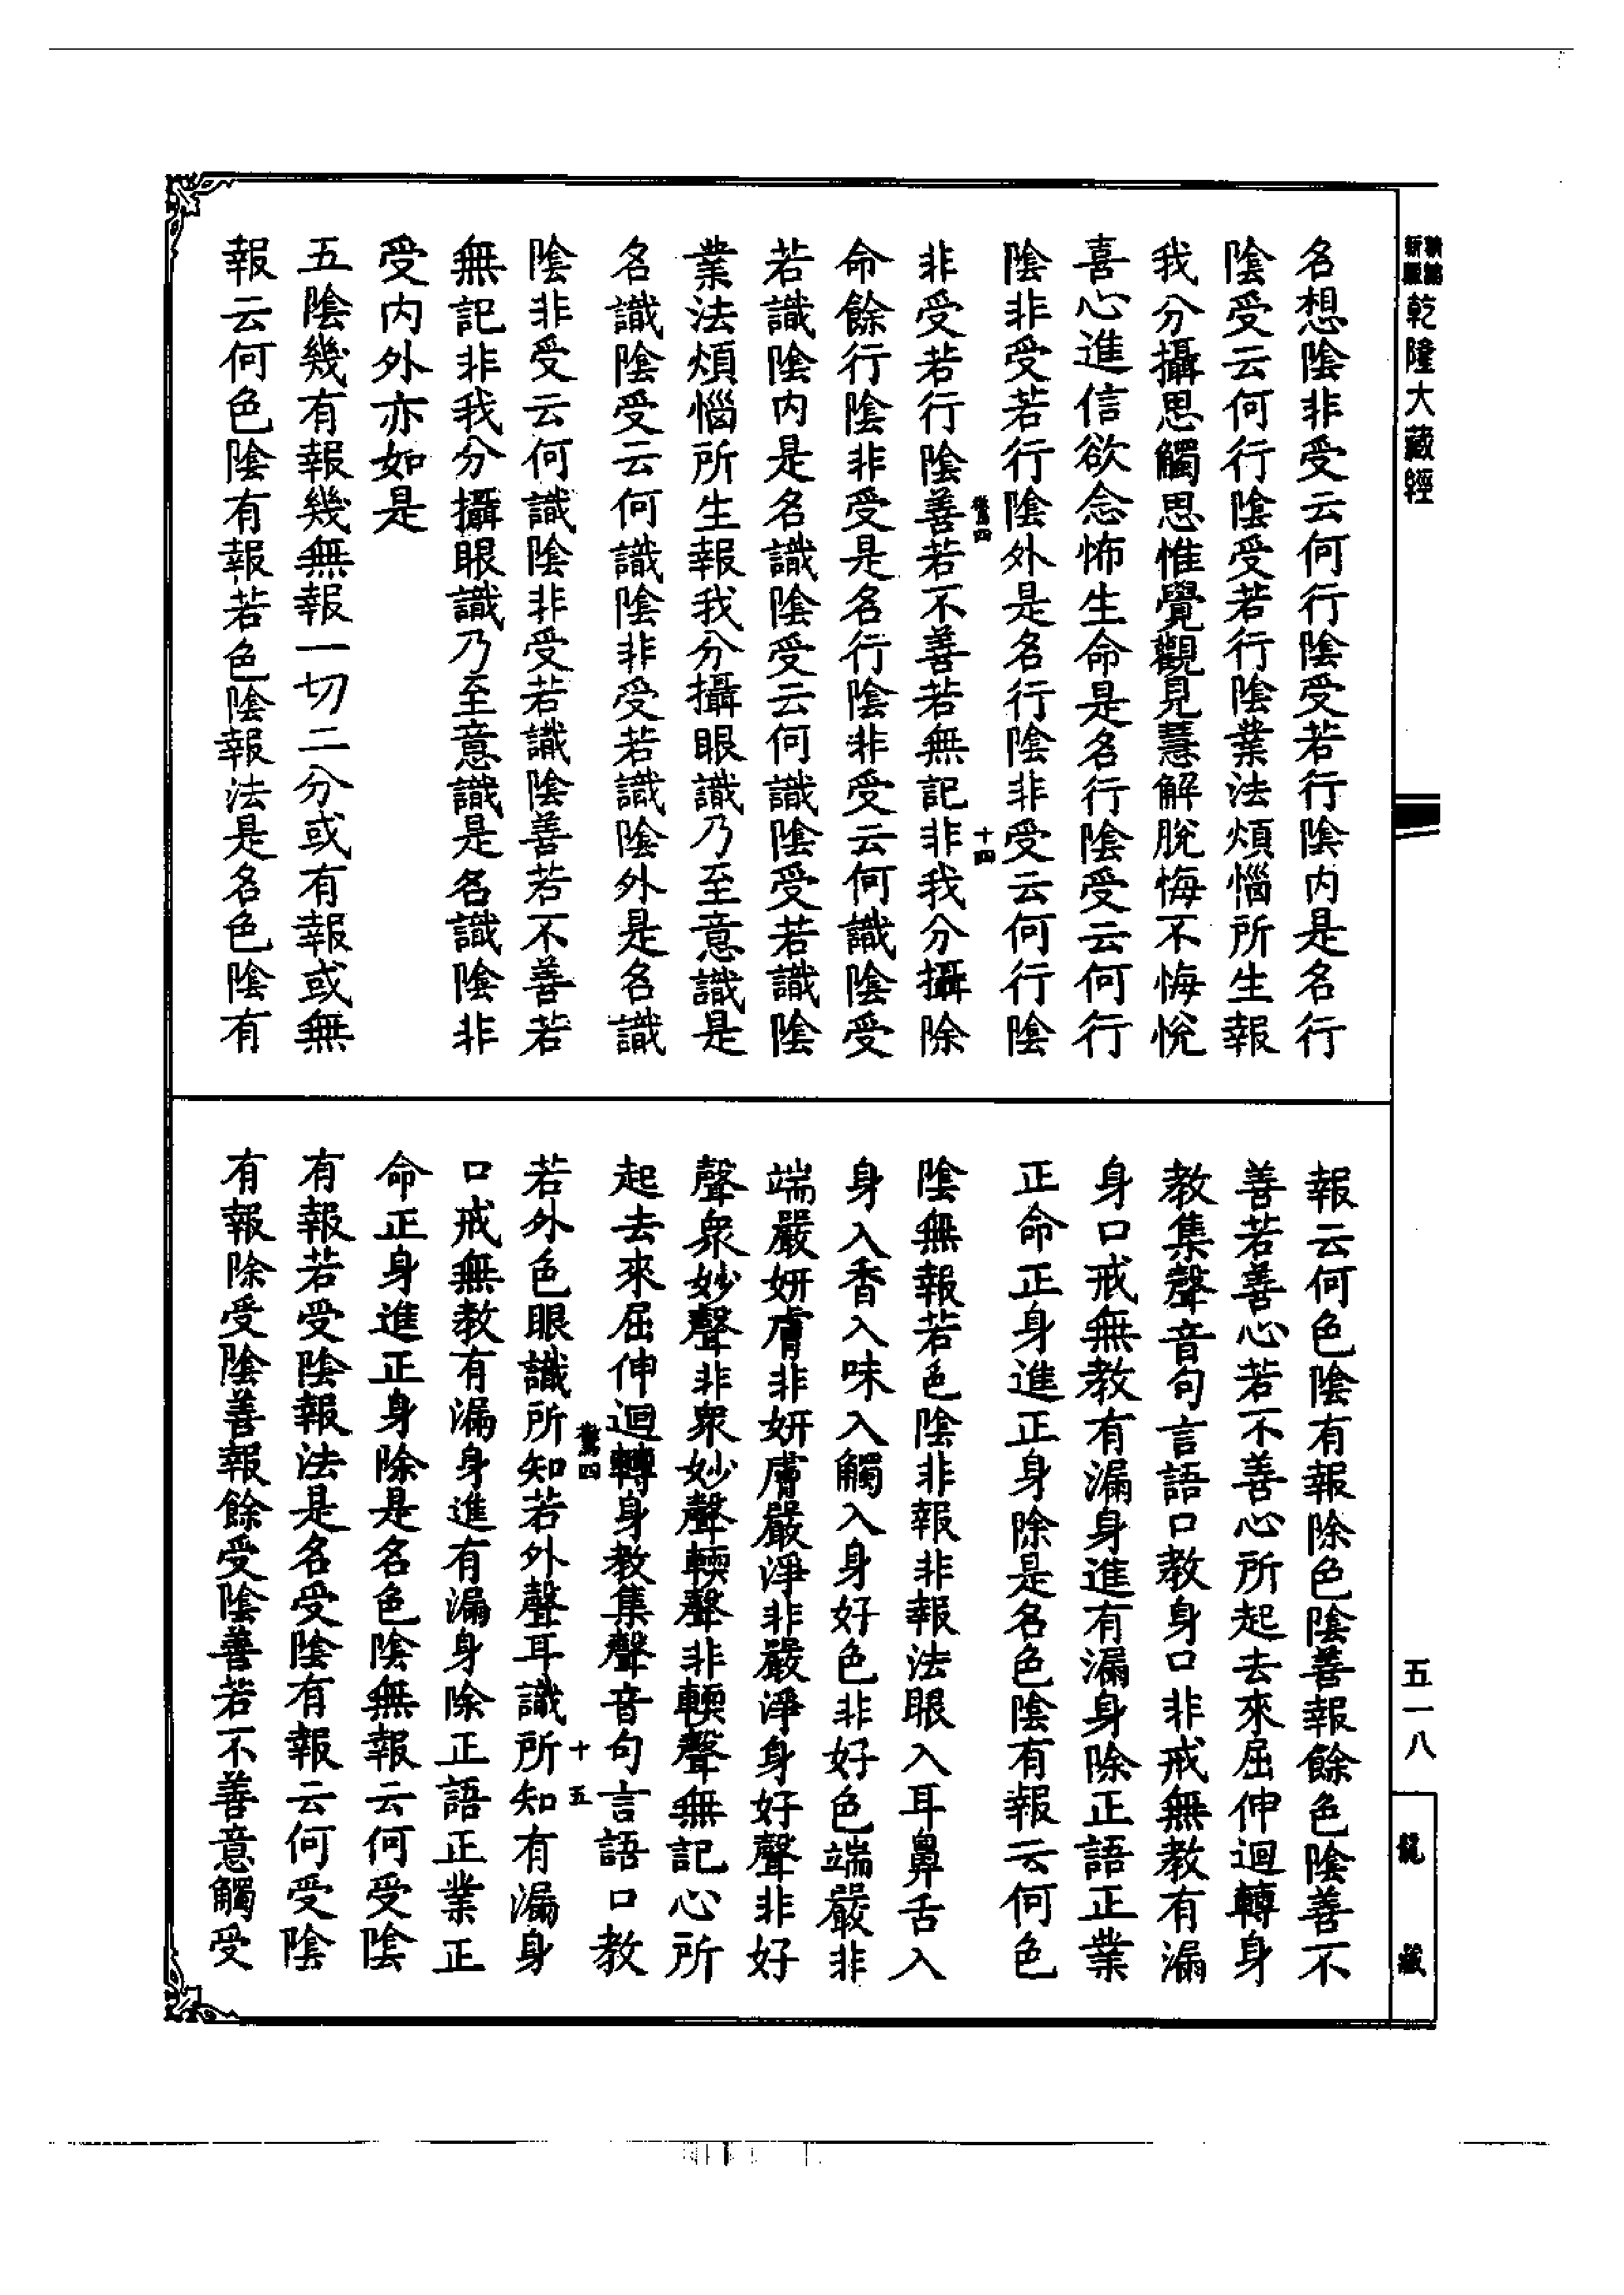 乾隆大藏經
名想陰非受云何行陰受若行陰内是名行
陰受云何行陰受若行陰業法煩惱所生報
我分攝思觸思惟覺觀見慧解脫悔不悔悅
喜心進信欲念怖生命是名行陰受云何行
陰非受若行陰外是名行陰非受云何行陰
非受若行陰善若不善若無記非我分攝除
十四
命餘行陰非受是名行陰非受云何識陰受
若識陰内是名識陰受云何識陰受若識陰
業法煩惱所生報我分攝眼識乃至意識是
名識陰受云何識陰非受若識陰外是名識
陰非受云何識陰非受若識陰善若不善若
無記非我分攝眼識乃至意識是名識陰非
受内外亦如是
五陰幾有報幾無報一切二分或有報或無
報云何色陰有報若色陰報法是名色陰有
報云何色陰有報除色陰善報餘色陰善不
善若善心若不善心所起去來屈伸迴轉身
教集聲音句言語口教身口非戒無教有漏
身口戒無教有漏身進有漏身除正語正業
正命正身進正身除是名色陰有報云何色
陰無報若色陰非報非報法眼入耳鼻舌入
身入香入味入觸入身好色非好色端嚴非
端嚴妍膚非妍膚嚴淨非嚴淨身好聲非好
聲衆妙聲非衆妙聲輭聲非輭聲無記心所
起去來屈伸迴轉身教集聲音句言語口教
十五
若外色眼識所知若外聲耳識所知有漏身
口戒無教有漏身進有漏身除正語正業正
命正身進正身除是名色陰無報云何受陰
有報若受陰報法是名受陰有報云何受陰
有報除受陰善報餘受陰善若不善意觸受
五一八
龍藏